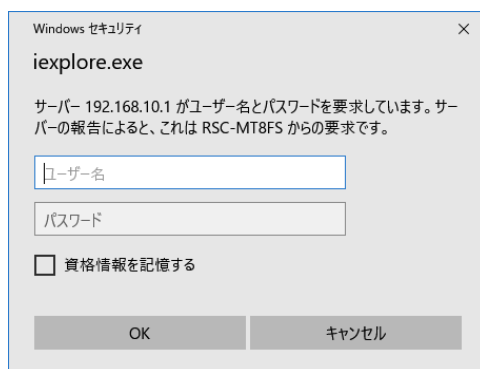 Windows セキュリティ
iexplore.exe
サーバー 192.168.10.1 がユーザー名とパスワードを要求しています。サー
バーの報告によると、これは RSC-MT8FS からの要求です。
ユーザー名
パスワード
資格情報を記憶する
OK
キャンセル